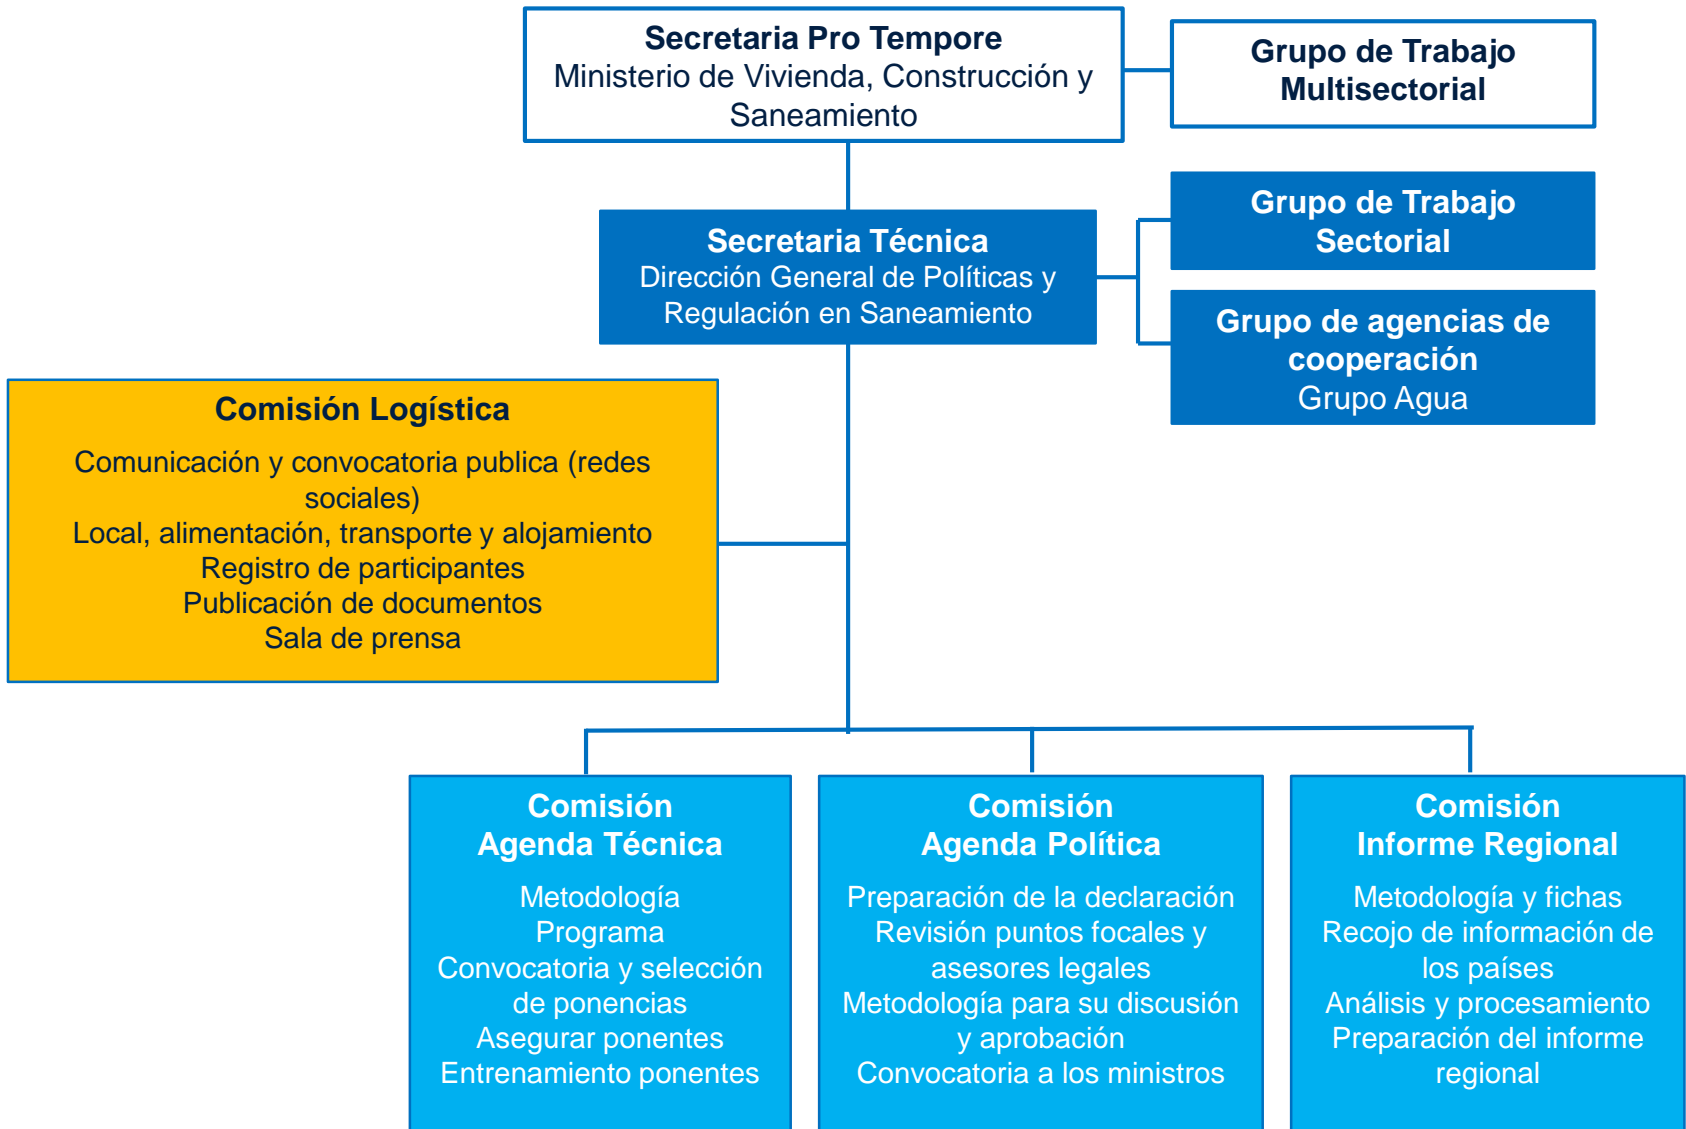 Secretaria Pro Tempore
Ministerio de Vivienda, Construcción y
Saneamiento
Grupo de Trabajo
Multisectorial
Secretaria Técnica
Dirección General de Políticas y
Regulación en Saneamiento
Grupo de Trabajo
Sectorial
Grupo de agencias de
cooperación
Grupo Agua
Comisión Logística
Comunicación y convocatoria publica (redes
sociales)
Local, alimentación, transporte y alojamiento
Registro de participantes
Publicación de documentos
Sala de prensa
Comisión
Agenda Técnica
Metodología
Programa
Convocatoria y selección
de ponencias
Asegurar ponentes
Entrenamiento ponentes
Comisión
Agenda Política
Preparación de la declaración
Revisión puntos focales y
asesores legales
Metodología para su discusión
y aprobación
Convocatoria a los ministros
Comisión
Informe Regional
Metodología y fichas
Recojo de información de
los países
Análisis y procesamiento
Preparación del informe
regional